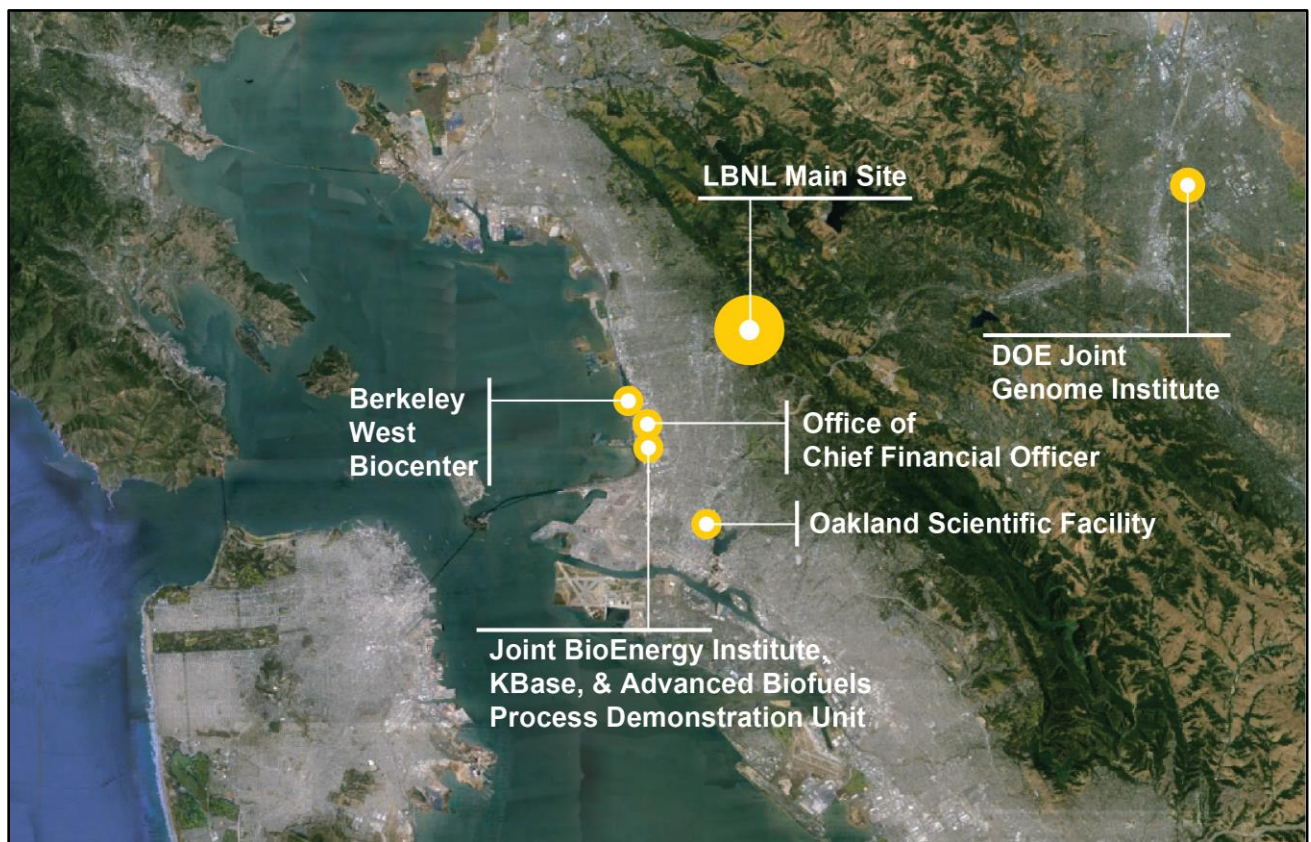 LBNL Main Site
DOE Joint
Genome Institute
Berkeley
West
Biocenter
Office of
Chief Financial Officer
Oakland Scientific Facility
Joint BioEnergy Institute,
KBase, & Advanced Biofuels
Process Demonstration Unit